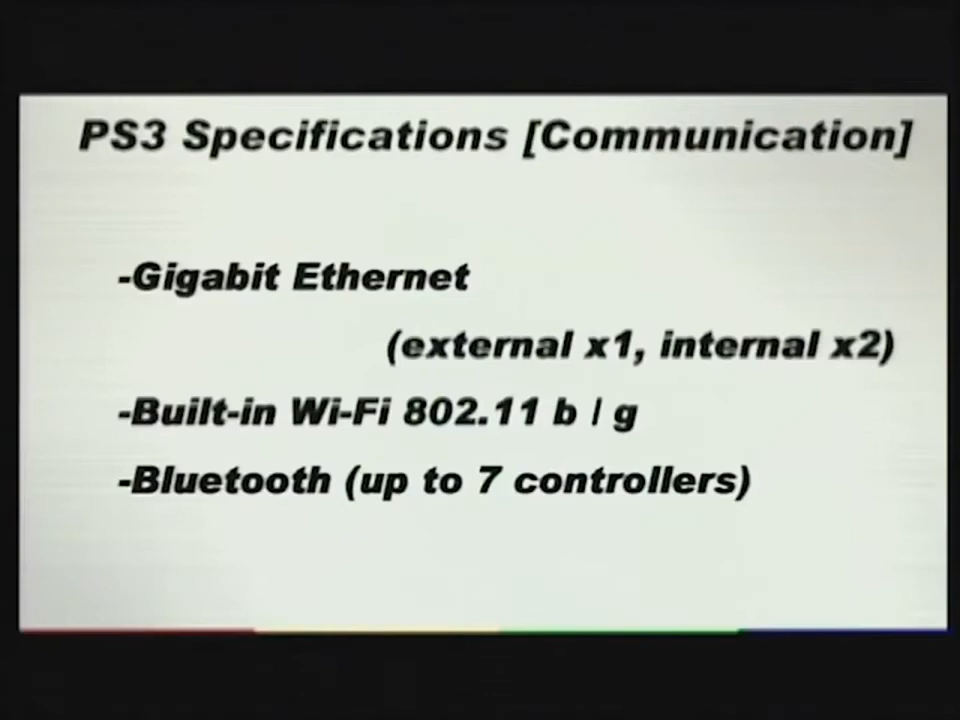 PS3 Specifications [Communication]
-Gigabit Ethernet
(external x1, internal x2)
-Built-in Wi-Fi 802.11 b / g
-Bluetooth (up to 7 controllers)